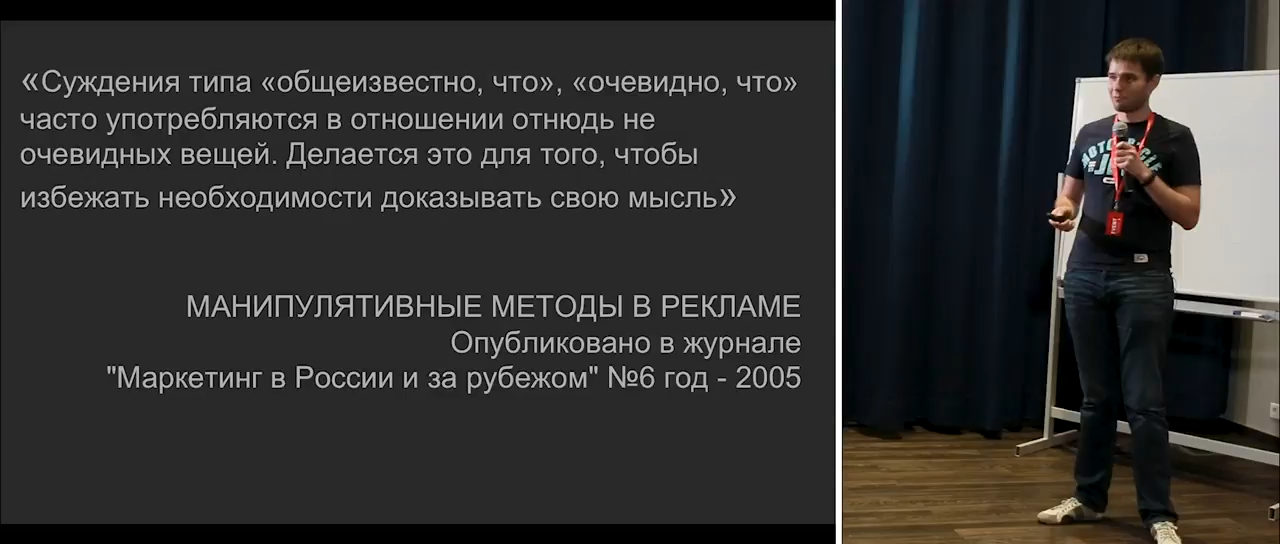 «Суждения типа «общеизвестно, что», «очевидно, что»
часто употребляются в отношении отнюдь не
очевидных вещей. Делается это для того, чтобы
избежать необходимости доказывать свою мысль»
МАНИПУЛЯТИВНЫЕ МЕТОДЫ В РЕКЛАМЕ
Опубликовано в журнале
"Маркетинг в России и за рубежом" №6 год - 2005